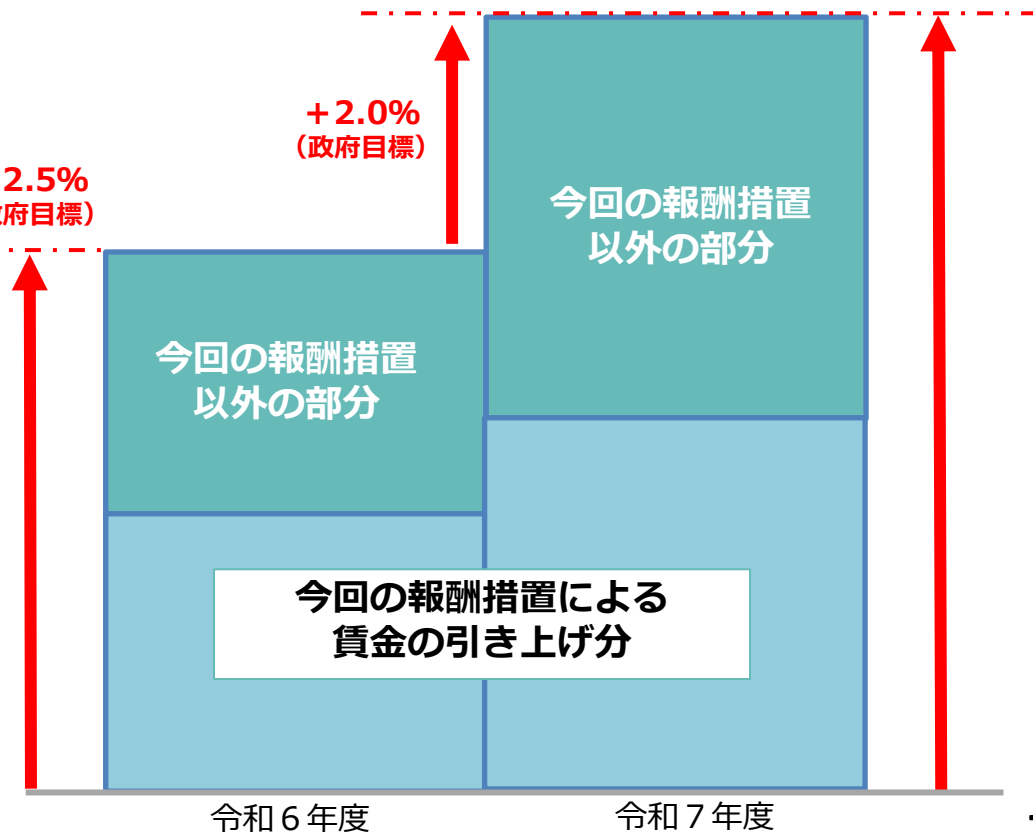 ＋2.0%
（政府目標）
2.5%
府目標）
今回の報酬措置
以外の部分
今回の報酬措置
以外の部分
今回の報酬措置による
賃金の引き上げ分
令和６年度
令和７年度